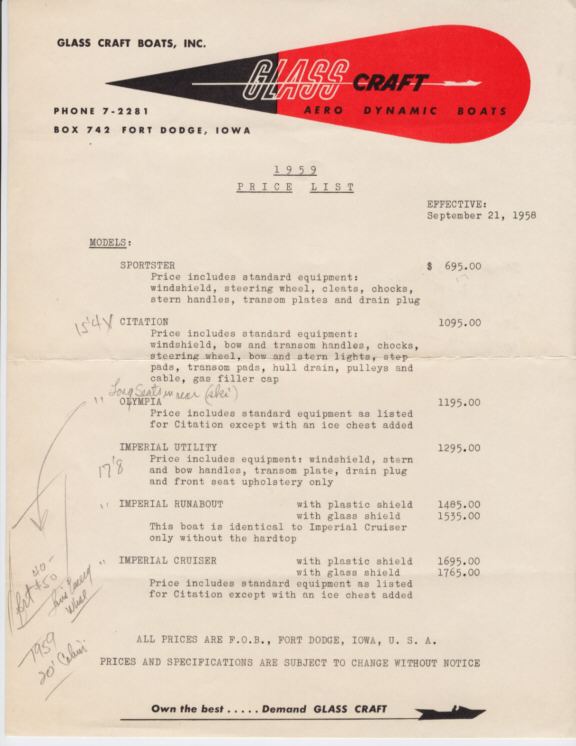 GLASS CRAFT BOATS, INC.
GLASS CRAFT
AERO DYNAMIC BOATS
PHONE 7-2281
BOX 742 FORT DODGE, IOWA
1959
PRICE LIST
EFFECTIVE:
September 21, 1958
MODELS:
SPORTSTER $ 695.00
Price includes standard equipment:
windshield, steering wheel, cleats, chocks,
stern handles, transom plates and drain plug
15'4 CITATION 1095.00
Price includes standard equipment:
windshield, bow and transom handles, chocks,
steering wheel, bow and stern lights, step
pads, transom pads, hull drain, pulleys and
cable, gas filler cap
Long Seats in rear
" OLYMPIA 1195.00
Price includes standard equipment as listed
for Citation except with an ice chest added
IMPERIAL UTILITY 1295.00
17'8 Price includes equipment: windshield, stern
and bow handles, transom plate, drain plug
and front seat upholstery only
" IMPERIAL RUNABOUT with plastic shield 1485.00
with glass shield 1535.00
This boat is identical to Imperial Cruiser
only without the hardtop
" IMPERIAL CRUISER with plastic shield 1695.00
with glass shield 1765.00
Price includes standard equipment as listed
for Citation except with an ice chest added
1959
20' Cabin
ALL PRICES ARE F.O.B., FORT DODGE, IOWA, U. S. A.
PRICES AND SPECIFICATIONS ARE SUBJECT TO CHANGE WITHOUT NOTICE
Own the best ..... Demand GLASS CRAFT